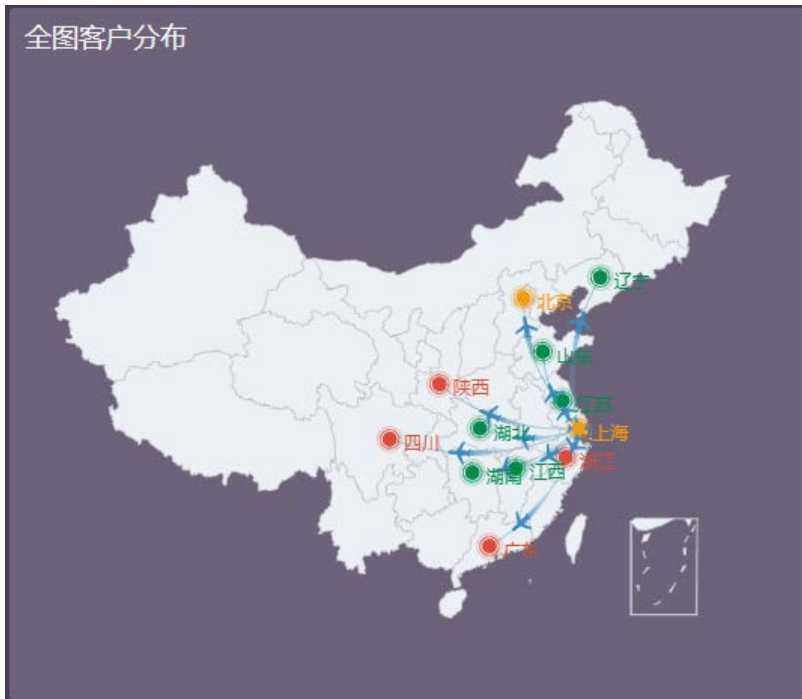 全图客户分布
辽宁
北京
山东
陕西
江苏
湖北
上海
四川
浙江
江西
湖南
广东